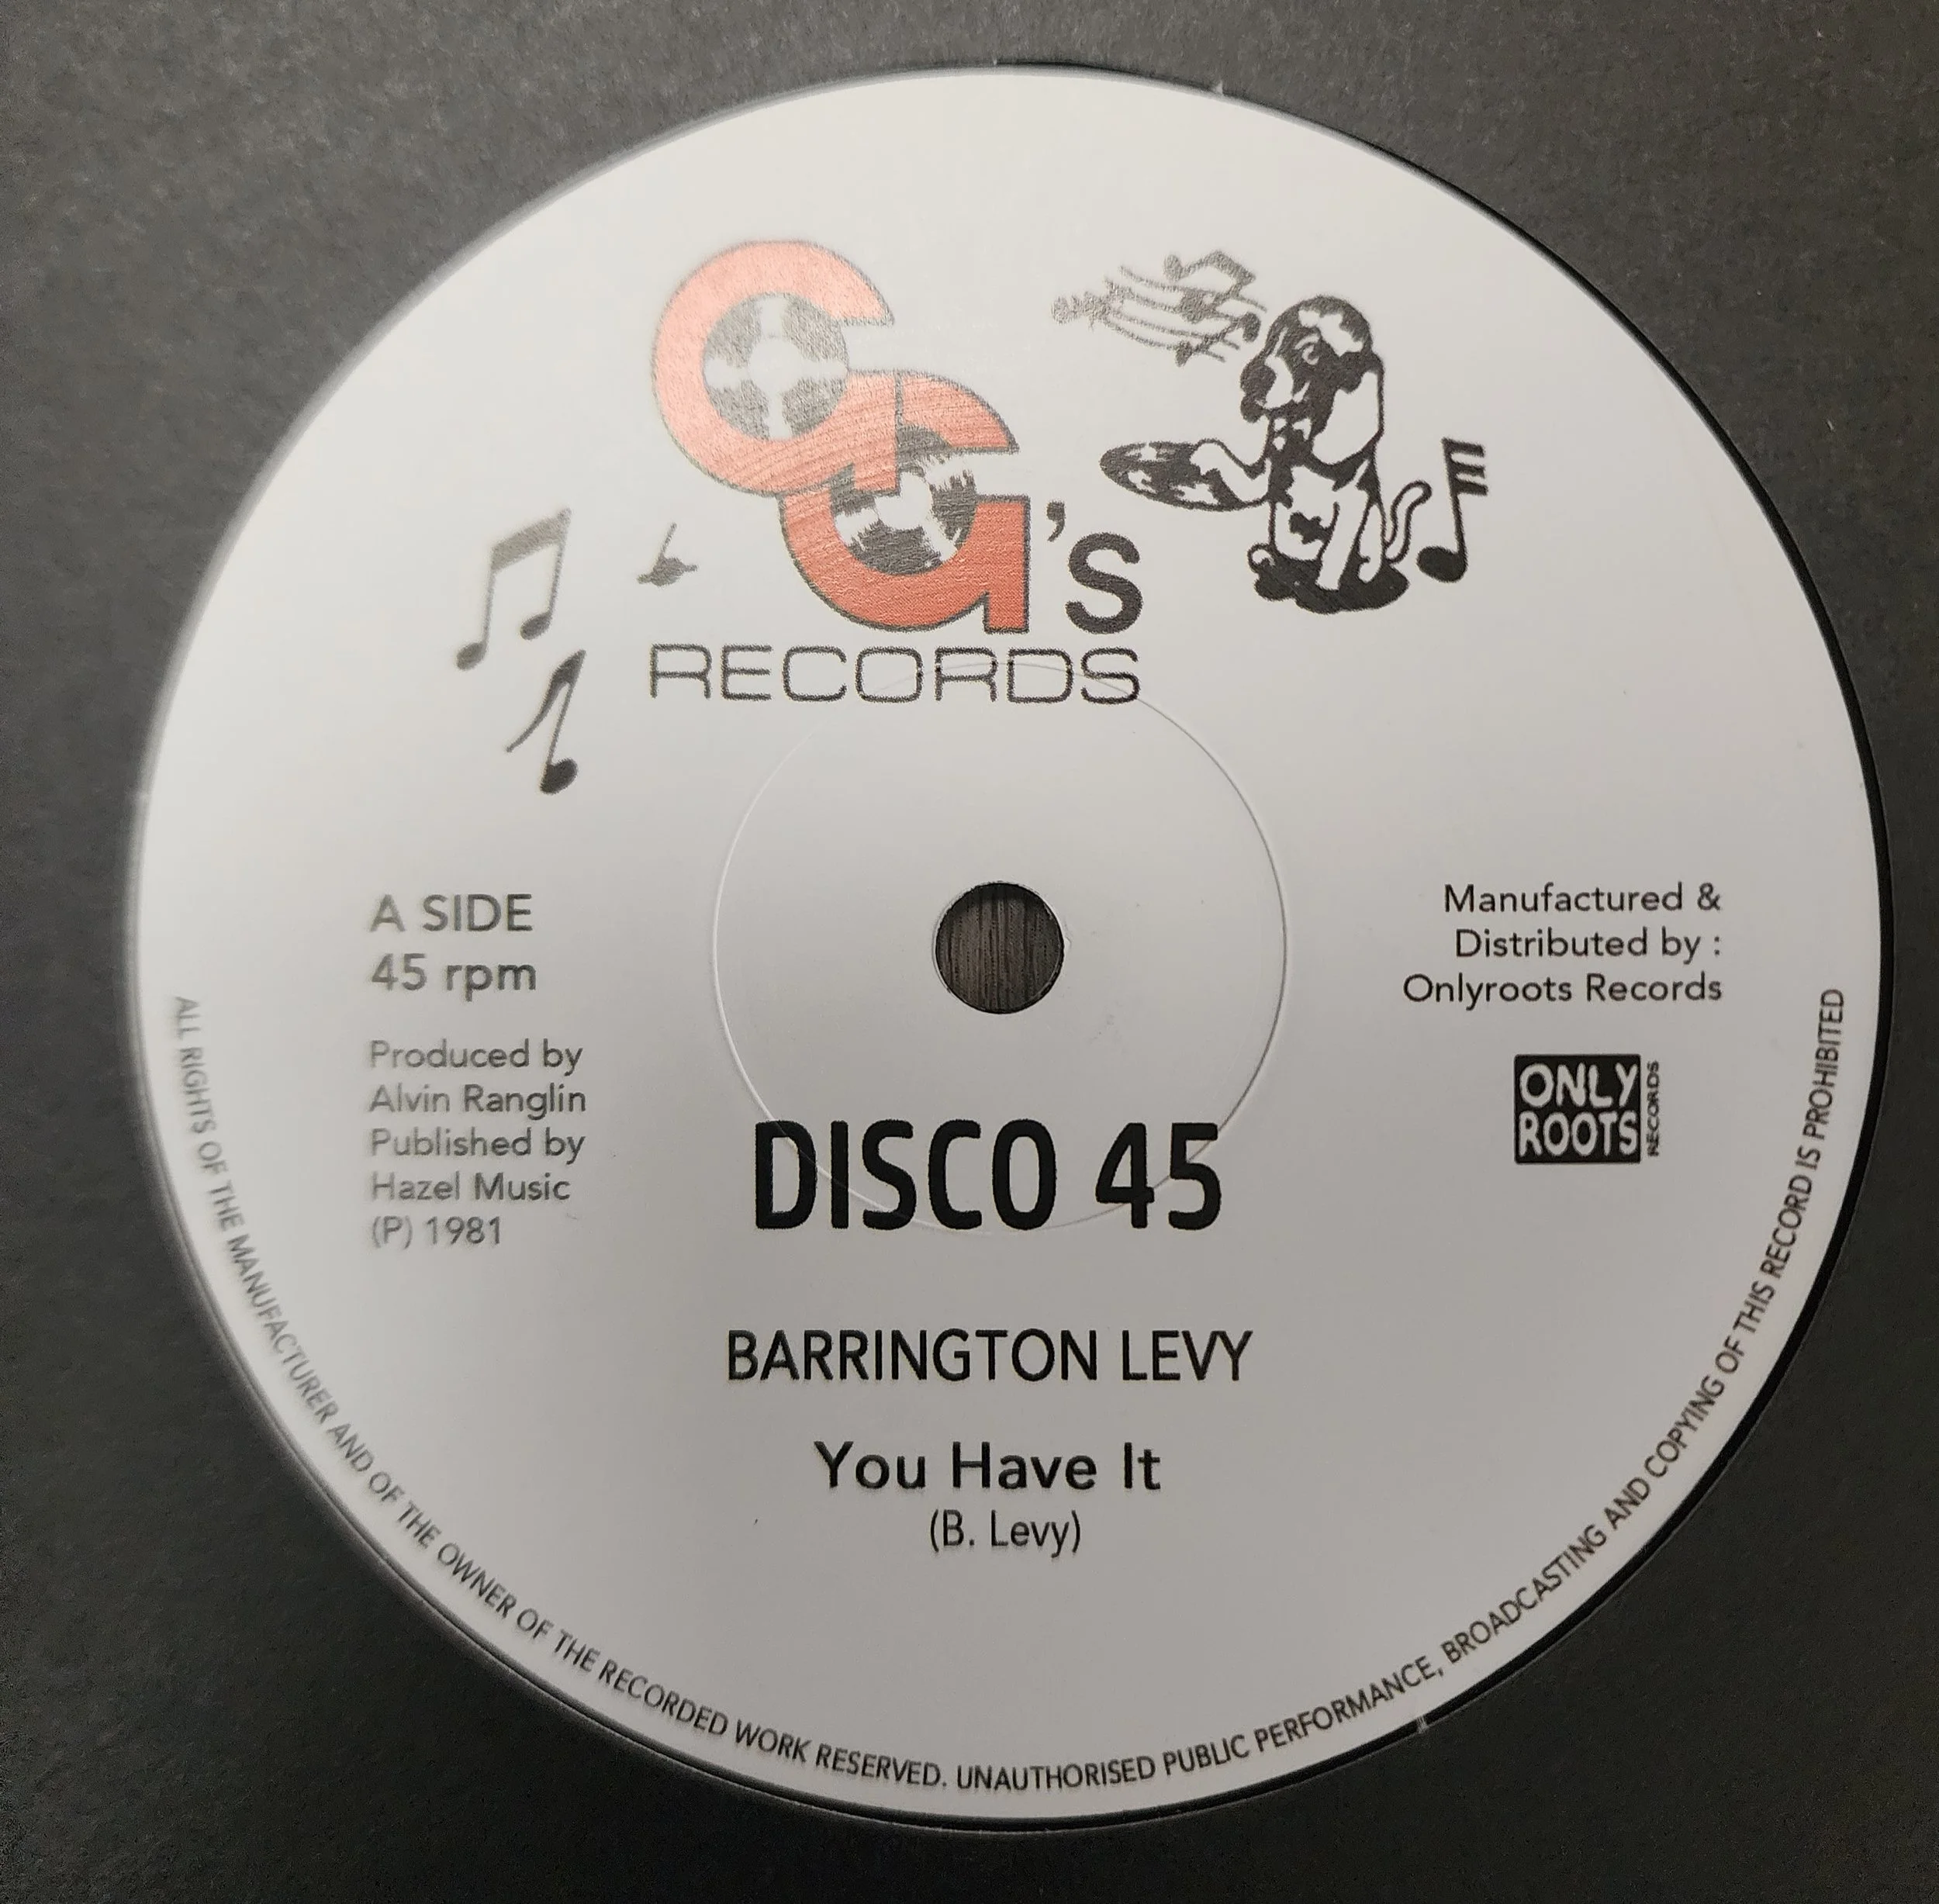 GG's
RECORDS
A SIDE
45 rpm
Produced by
Alvin Ranglin
Published by
Hazel Music
(P) 1981
Manufactured &
Distributed by :
Onlyroots Records
ONLY
ROOTS
RECORDS
DISCO 45
BARRINGTON LEVY
You Have It
(B. Levy)
ALL RIGHTS OF THE MANUFACTURER AND OF THE OWNER OF THE RECORDED WORK RESERVED. UNAUTHORISED PUBLIC PERFORMANCE, BROADCASTING AND COPYING OF THIS RECORD IS PROHIBITED